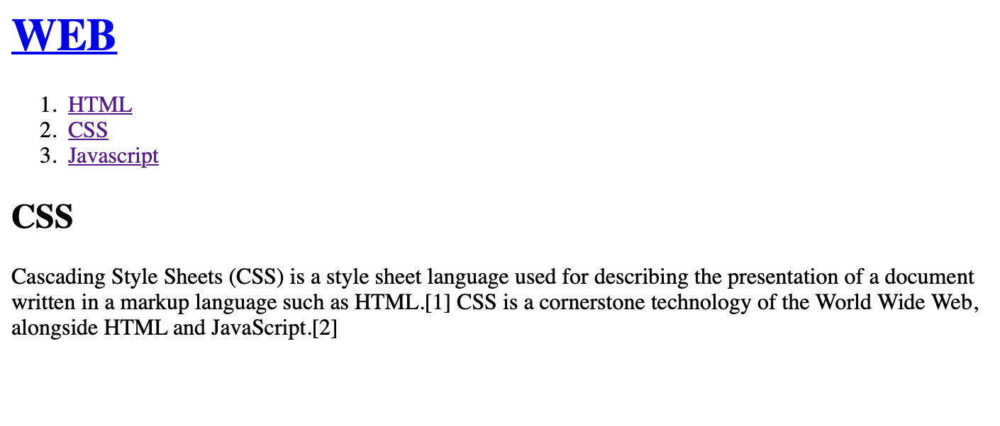 WEB
1. HTML
2. CSS
3. Javascript
CSS
Cascading Style Sheets (CSS) is a style sheet language used for describing the presentation of a document
written in a markup language such as HTML.[1] CSS is a cornerstone technology of the World Wide Web,
alongside HTML and JavaScript.[2]